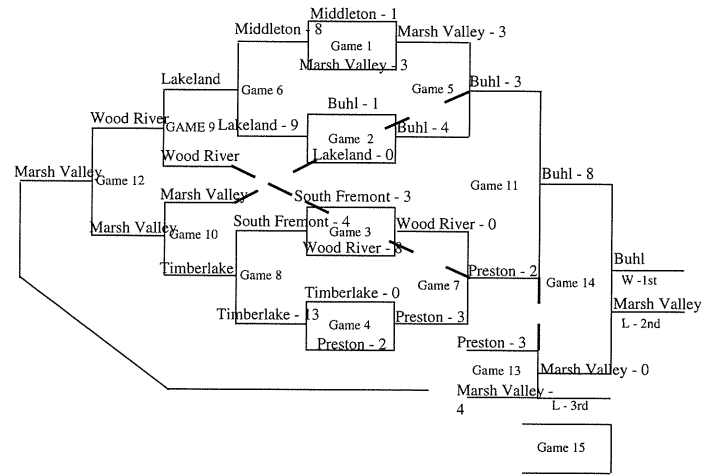 Middleton - 1
Middleton - 8
Marsh Valley - 3
Game 1
Marsh Valley - 3
Lakeland
Game 6
Game 5
Buhl - 3
Buhl - 1
Wood River
GAME 9
Lakeland - 9
Game 2
Buhl - 4
Wood River
Lakeland - 0
Marsh Valley
Game 12
Game 11
Buhl - 8
Marsh Valley
South Fremont - 3
Marsh Valley
Game 10
South Fremont - 4
Game 3
Wood River - 0
Wood River - 8
Buhl
Timberlake
Game 8
Game 7
Preston - 2
Game 14
W -1st
Timberlake - 0
Marsh Valley
Timberlake - 13
Game 4
Preston - 3
L - 2nd
Preston - 2
Preston - 3
Game 13
Marsh Valley - 0
Marsh Valley -
4
L - 3rd
Game 15